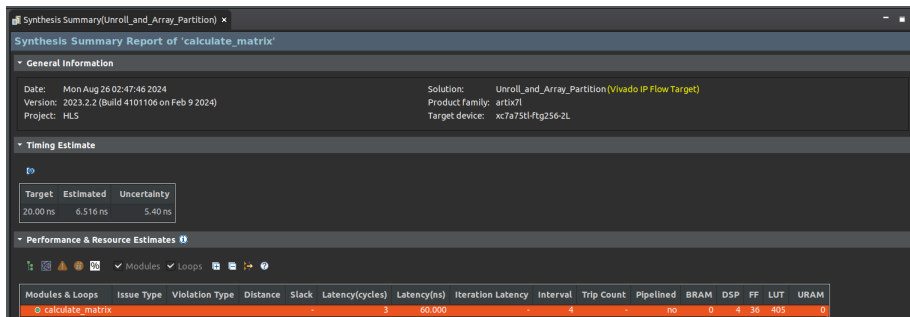 Synthesis Summary(Unroll_and_Array_Partition) ×
Synthesis Summary Report of 'calculate_matrix'
General Information
Date: Mon Aug 26 02:47:46 2024
Version: 2023.2.2 (Build 4101106 on Feb 9 2024)
Project: HLS
Solution: Unroll_and_Array_Partition (Vivado IP Flow Target)
Product family: artix7l
Target device: xc7a75tl-ftg256-2L
Timing Estimate
Target Estimated Uncertainty
20.00 ns 6.516 ns 5.40 ns
Performance & Resource Estimates
% Modules Loops
Modules & Loops Issue Type Violation Type Distance Slack Latency(cycles) Latency(ns) Iteration Latency Interval Trip Count Pipelined BRAM DSP FF LUT URAM
calculate_matrix - 3 60.000 - 4 - no 0 4 36 405 0